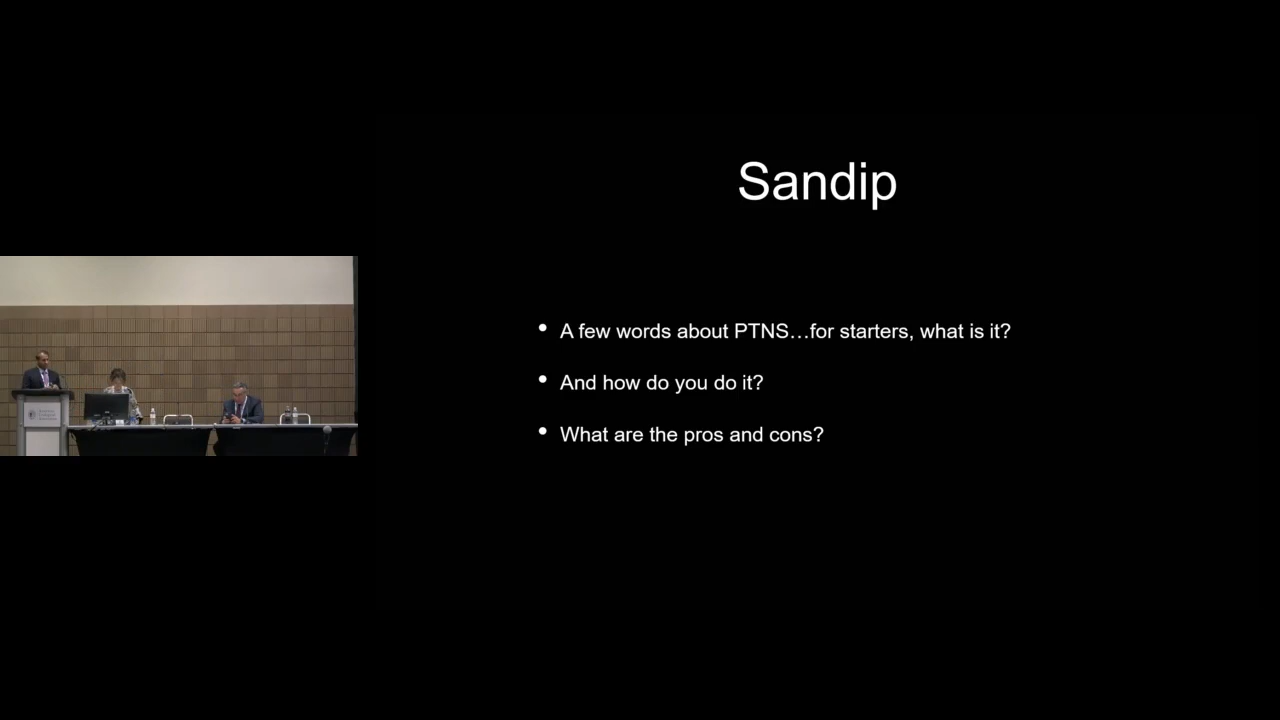 Sandip
• A few words about PTNS…for starters, what is it?
• And how do you do it?
• What are the pros and cons?